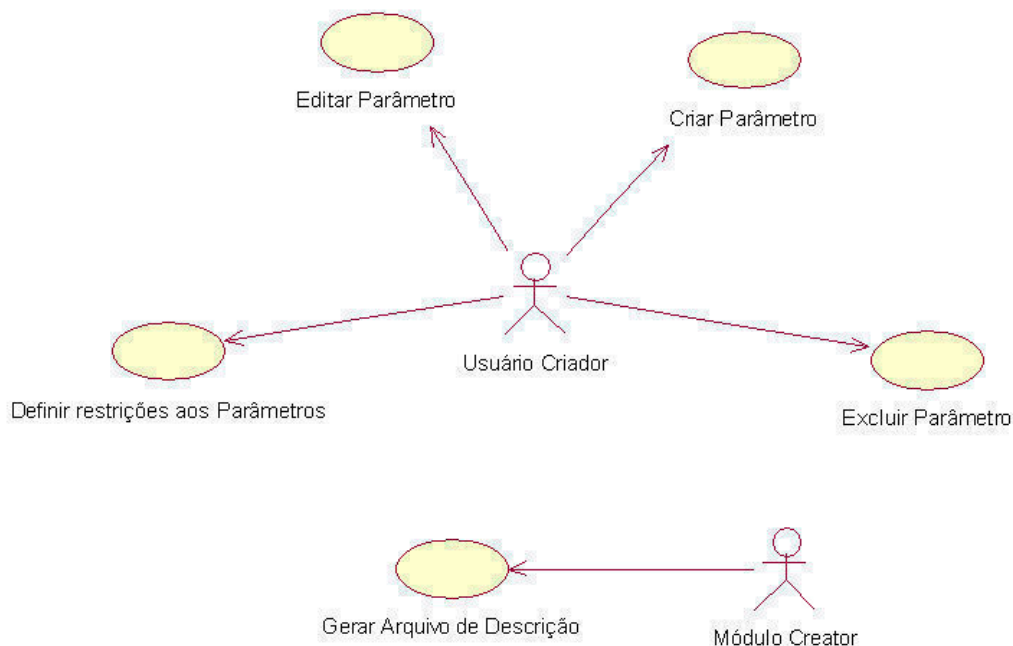 Editar Parâmetro
Criar Parâmetro
Usuário Criador
Definir restrições aos Parâmetros
Excluir Parâmetro
Gerar Arquivo de Descrição
Módulo Creator